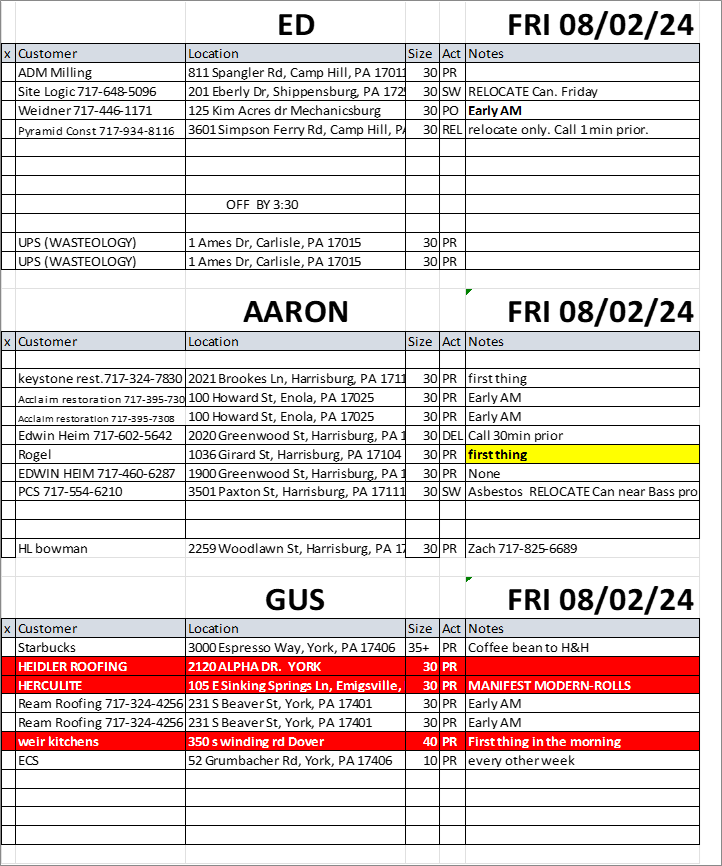 ED FRI 08/02/24
x Customer Location Size Act Notes
ADM Milling 811 Spangler Rd, Camp Hill, PA 17011 30 PR
Site Logic 717-648-5096 201 Eberly Dr, Shippensburg, PA 1725 30 SW RELOCATE Can. Friday
Weidner 717-446-1171 125 Kim Acres dr Mechanicsburg 30 PO Early AM
Pyramid Const 717-934-8116 3601 Simpson Ferry Rd, Camp Hill, PA 30 REL relocate only. Call 1 min prior.
OFF BY 3:30
UPS (WASTEOLOGY) 1 Ames Dr, Carlisle, PA 17015 30 PR
UPS (WASTEOLOGY) 1 Ames Dr, Carlisle, PA 17015 30 PR
AARON FRI 08/02/24
x Customer Location Size Act Notes
keystone rest.717-324-7830 2021 Brookes Ln, Harrisburg, PA 1711 30 PR first thing
Acclaim restoration 717-395-730 100 Howard St, Enola, PA 17025 30 PR Early AM
Acclaim restoration 717-395-7308 100 Howard St, Enola, PA 17025 30 PR Early AM
Edwin Heim 717-602-5642 2020 Greenwood St, Harrisburg, PA 1 30 DEL Call 30min prior
Rogel 1036 Girard St, Harrisburg, PA 17104 30 PR first thing
EDWIN HEIM 717-460-6287 1900 Greenwood St, Harrisburg, PA 1 30 PR None
PCS 717-554-6210 3501 Paxton St, Harrisburg, PA 17111 30 SW Asbestos RELOCATE Can near Bass pro
HL bowman 2259 Woodlawn St, Harrisburg, PA 17 30 PR Zach 717-825-6689
GUS FRI 08/02/24
x Customer Location Size Act Notes
Starbucks 3000 Espresso Way, York, PA 17406 35+ PR Coffee bean to H&H
HEIDLER ROOFING 2120 ALPHA DR. YORK 30 PR
HERCULITE 105 E Sinking Springs Ln, Emigsville, 30 PR MANIFEST MODERN-ROLLS
Ream Roofing 717-324-4256 231 S Beaver St, York, PA 17401 30 PR Early AM
Ream Roofing 717-324-4256 231 S Beaver St, York, PA 17401 30 PR Early AM
weir kitchens 350 s winding rd Dover 40 PR First thing in the morning
ECS 52 Grumbacher Rd, York, PA 17406 10 PR every other week